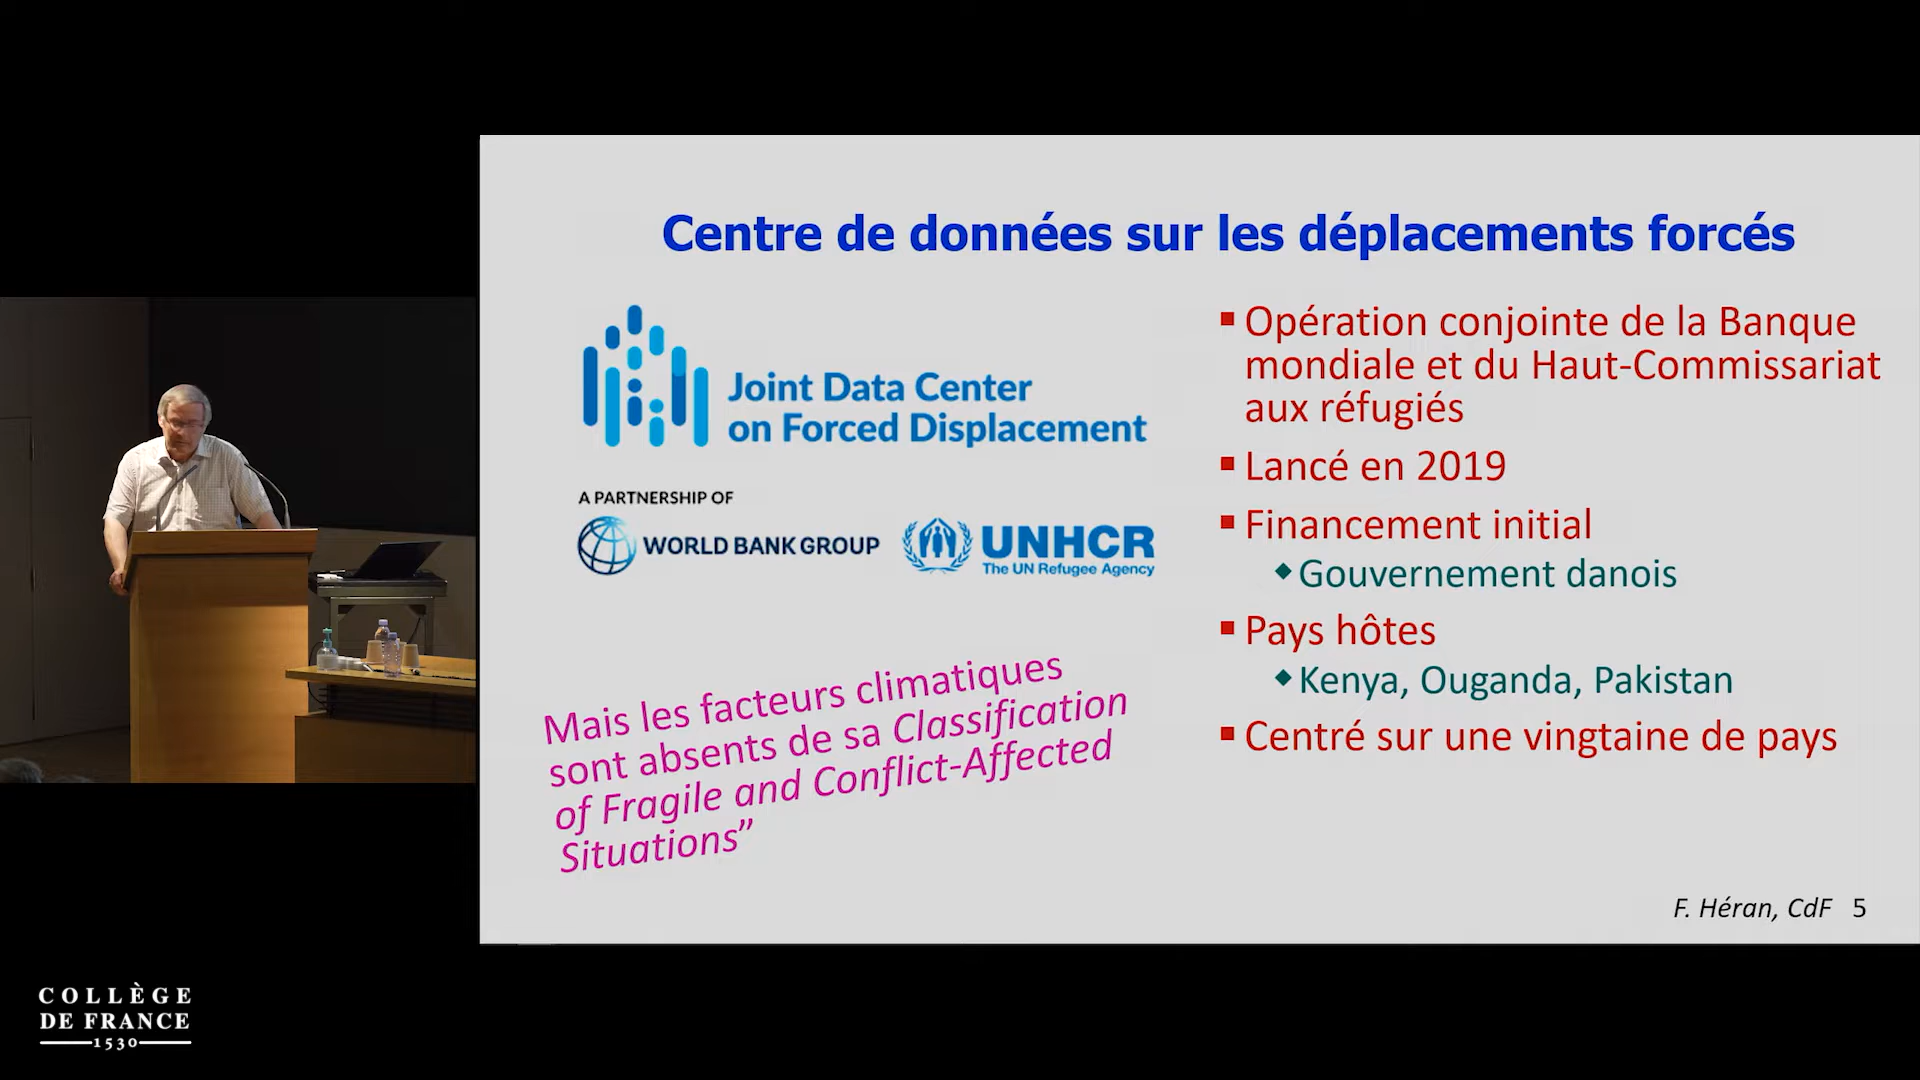 Centre de données sur les déplacements forcés
Joint Data Center
on Forced Displacement
A PARTNERSHIP OF
WORLD BANK GROUP
UNHCR
The UN Refugee Agency
Mais les facteurs climatiques
sont absents de sa Classification
of Fragile and Conflict-Affected
Situations”
Opération conjointe de la Banque
mondiale et du Haut-Commissariat
aux réfugiés
Lancé en 2019
Financement initial
Gouvernement danois
Pays hôtes
Kenya, Ouganda, Pakistan
Centré sur une vingtaine de pays
F. Héran, CdF 5
COLLÈGE
DE FRANCE
1530